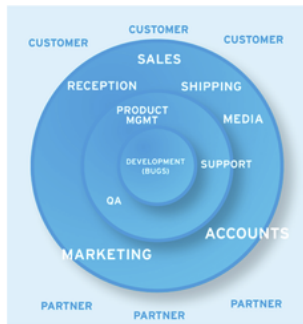 CUSTOMER
CUSTOMER
CUSTOMER
SALES
RECEPTION
SHIPPING
PRODUCT
MGMT
MEDIA
DEVELOPMENT
(BUGS)
SUPPORT
QA
ACCOUNTS
MARKETING
PARTNER
PARTNER
PARTNER